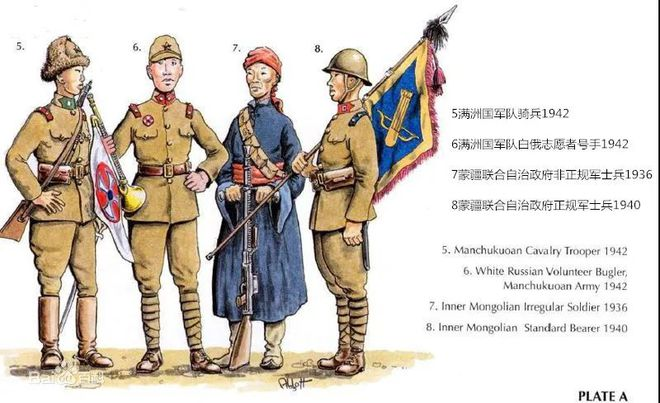 5.
6.
7.
8.
5满洲国军队骑兵1942
6满洲国军队白俄志愿者号手1942
7蒙疆联合自治政府非正规军士兵1936
8蒙疆联合自治政府正规军士兵1940
5. Manchukuoan Cavalry Trooper 1942
6. White Russian Volunteer Bugler,
Manchukuoan Army 1942
7. Inner Mongolian Irregular Soldier 1936
8. Inner Mongolian Standard Bearer 1940
Bai百科
PLATE A